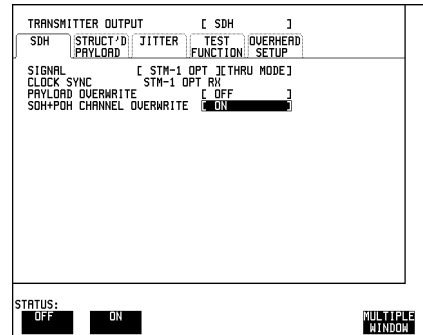 TRANSMITTER OUTPUT [ SDH ]
SDH STRUCT'D PAYLOAD JITTER TEST FUNCTION OVERHEAD SETUP
SIGNAL [ STM-1 OPT ][THRU MODE]
CLOCK SYNC STM-1 OPT RX
PAYLOAD OVERWRITE [ OFF ]
SOH+POH CHANNEL OVERWRITE [ ON ]
STATUS:
OFF ON MULTIPLE WINDOW